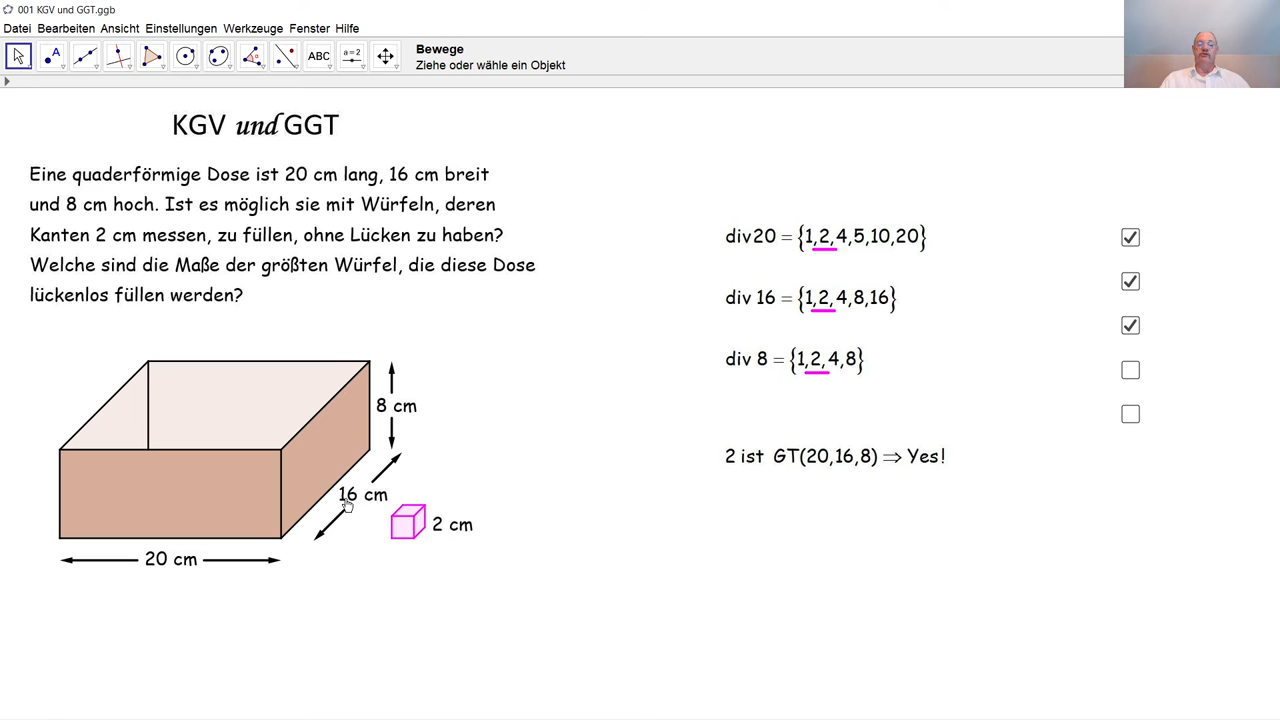 001 KGV und GGT.ggb
Datei Bearbeiten Ansicht Einstellungen Werkzeuge Fenster Hilfe
A
ABC
a=2
Bewege
Ziehe oder wähle ein Objekt
KGV und GGT
Eine quaderförmige Dose ist 20 cm lang, 16 cm breit
und 8 cm hoch. Ist es möglich sie mit Würfeln, deren
Kanten 2 cm messen, zu füllen, ohne Lücken zu haben?
Welche sind die Maße der größten Würfel, die diese Dose
lückenlos füllen werden?
div20 = {1,2,4,5,10,20}
div 16 = {1,2,4,8,16}
div 8 = {1,2,4,8}
2 ist GT(20,16,8) ⇒ Yes!
8 cm
16 cm
2 cm
20 cm